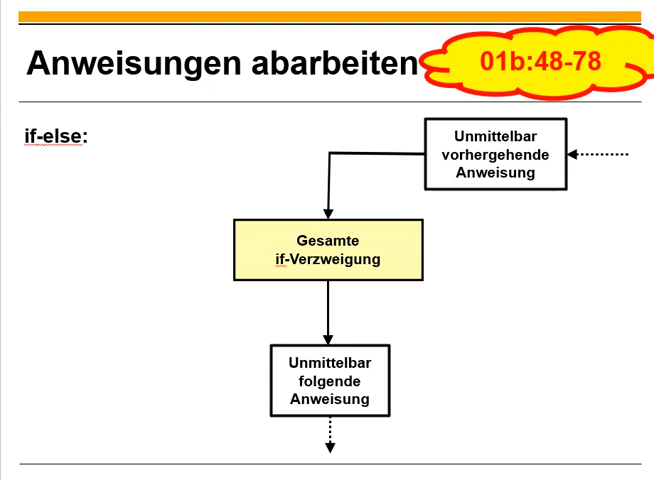 Anweisungen abarbeiten
01b:48-78
if-else:
Unmittelbar
vorhergehende
Anweisung
Gesamte
if-Verzweigung
Unmittelbar
folgende
Anweisung